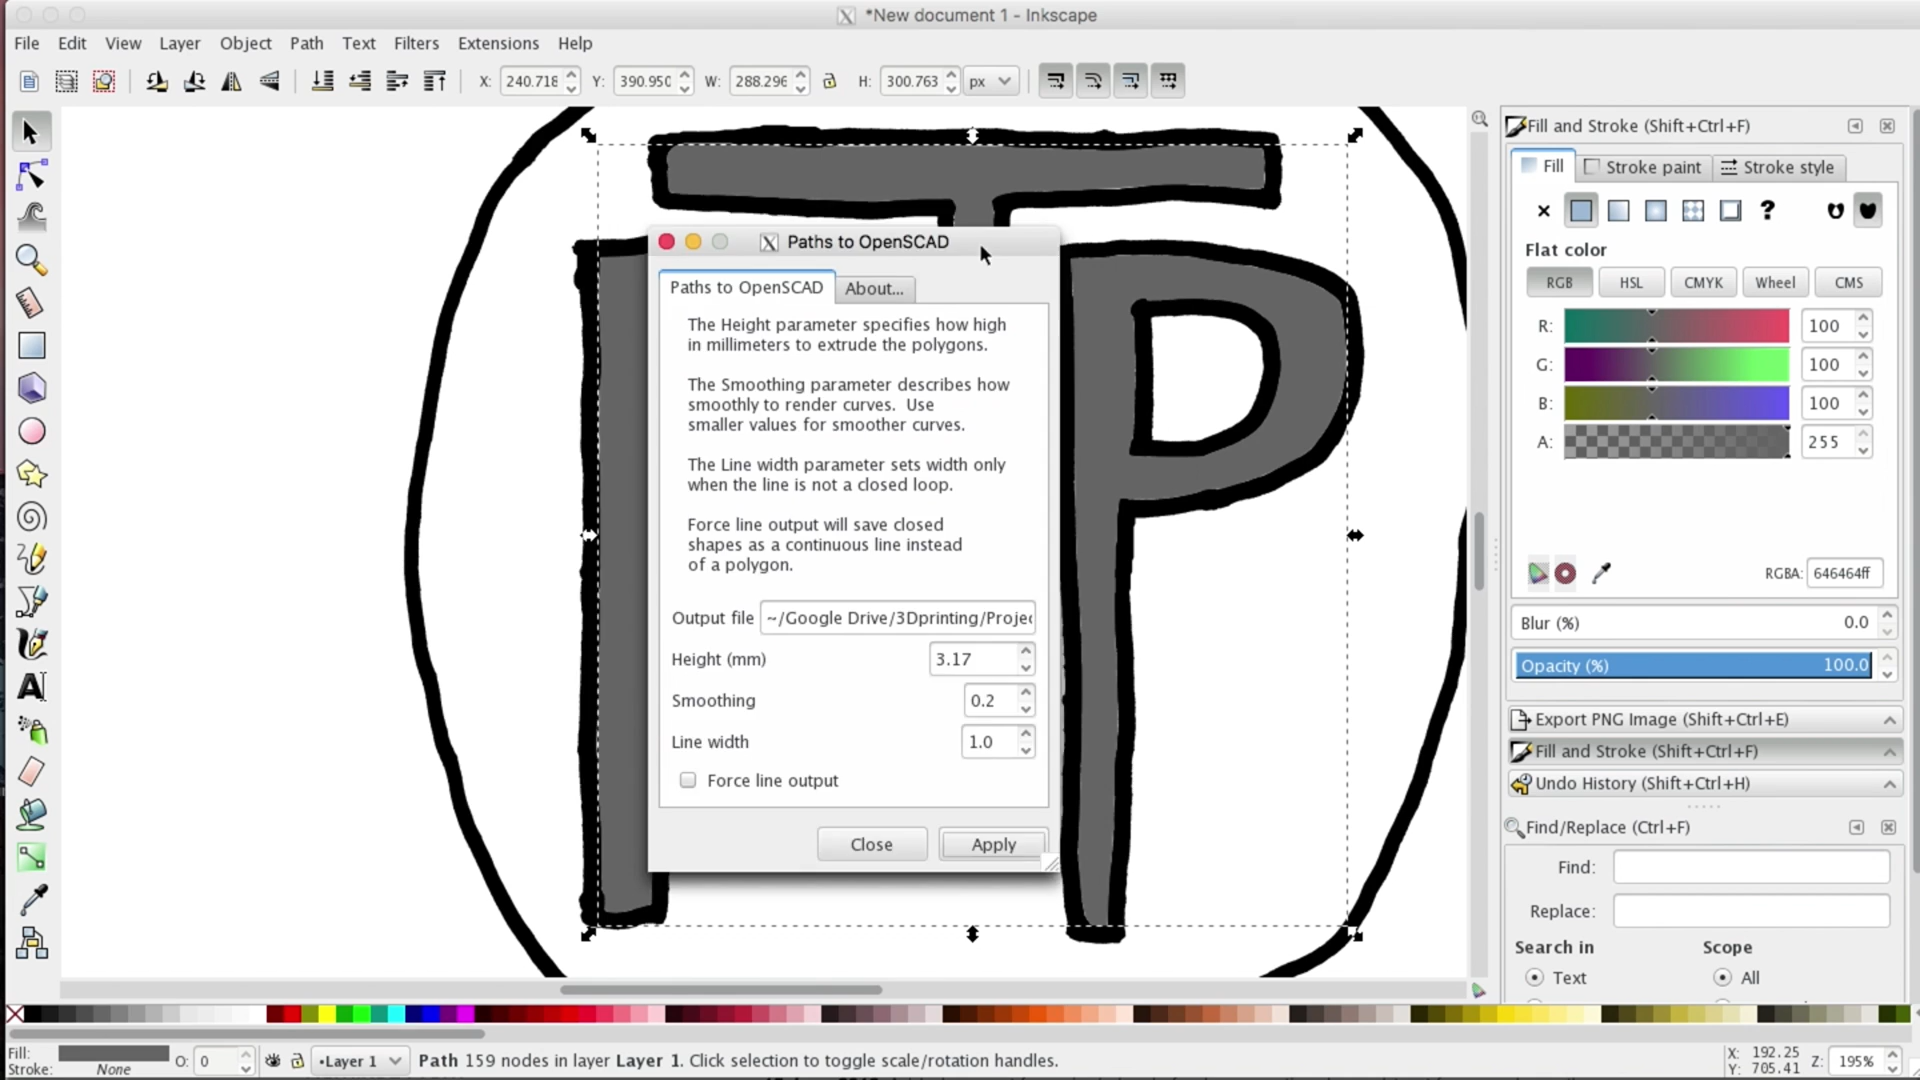 *New document 1 - Inkscape
File Edit View Layer Object Path Text Filters Extensions Help
X: 240.718 Y: 390.950 W: 288.296 H: 300.763 px
Fill and Stroke (Shift+Ctrl+F)
Fill Stroke paint Stroke style
?
Flat color
RGB HSL CMYK Wheel CMS
R: 100
G: 100
B: 100
A: 255
RGBA: 646464ff
Blur (%) 0.0
Opacity (%) 100.0
Export PNG Image (Shift+Ctrl+E)
Fill and Stroke (Shift+Ctrl+F)
Undo History (Shift+Ctrl+H)
Find/Replace (Ctrl+F)
Find:
Replace:
Search in Scope
Text All
Paths to OpenSCAD
Paths to OpenSCAD About...
The Height parameter specifies how high
in millimeters to extrude the polygons.
The Smoothing parameter describes how
smoothly to render curves. Use
smaller values for smoother curves.
The Line width parameter sets width only
when the line is not a closed loop.
Force line output will save closed
shapes as a continuous line instead
of a polygon.
Output file ~/Google Drive/3Dprinting/Projec
Height (mm) 3.17
Smoothing 0.2
Line width 1.0
Force line output
Close Apply
T
P
Fill:
Stroke: None
O: 0
•Layer 1
Path 159 nodes in layer Layer 1. Click selection to toggle scale/rotation handles.
X: 192.25
Y: 705.41
Z: 195%